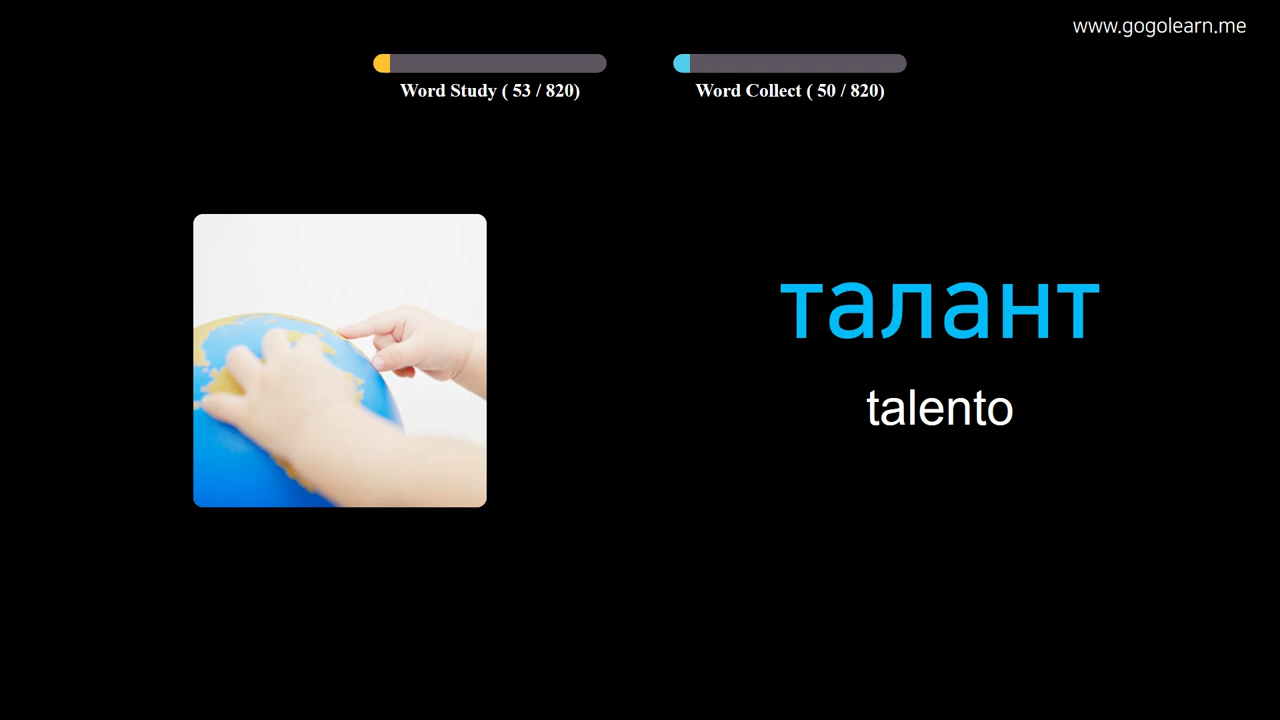 www.gogolearn.me
Word Study ( 53 / 820)
Word Collect ( 50 / 820)
талант
talento